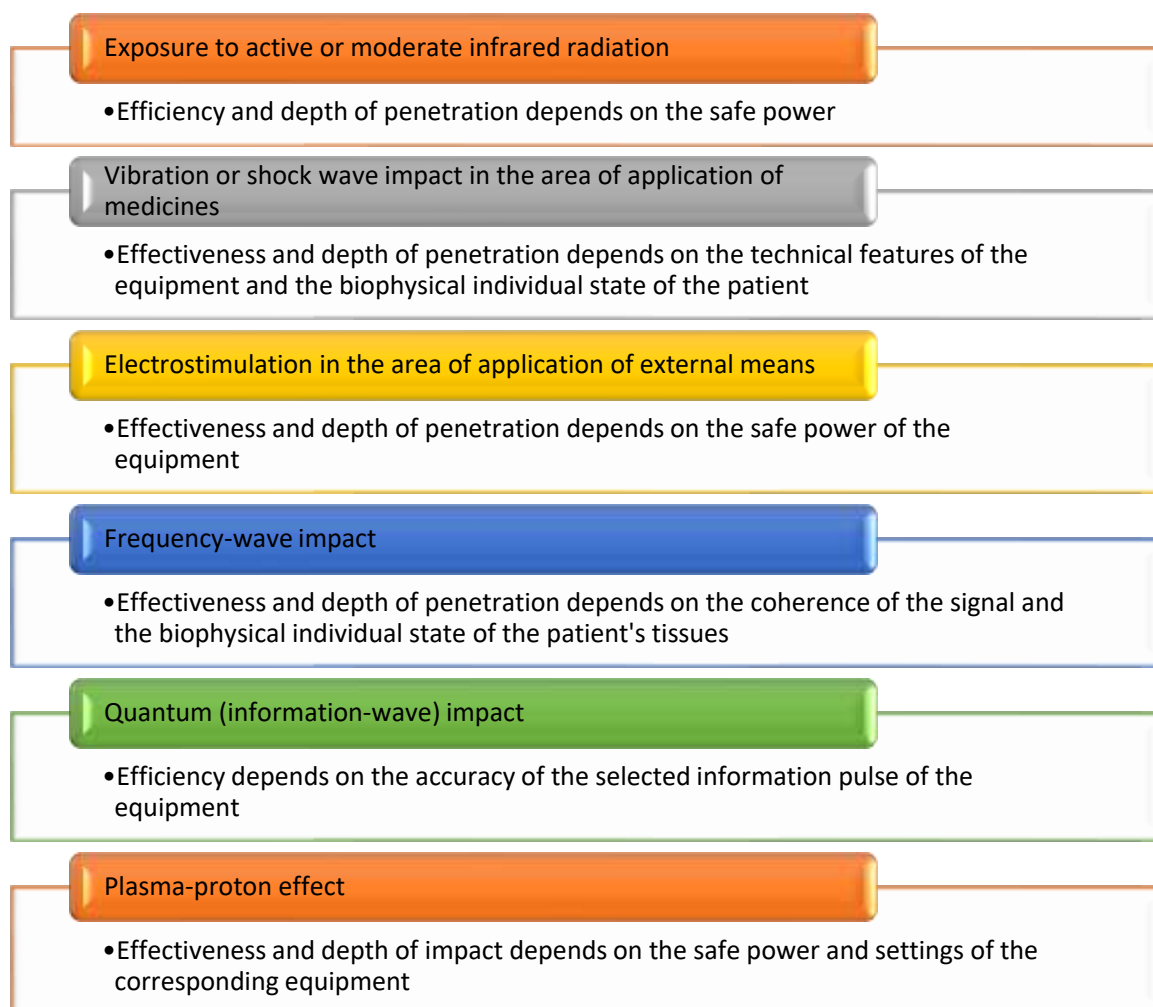 Exposure to active or moderate infrared radiation
•Efficiency and depth of penetration depends on the safe power
Vibration or shock wave impact in the area of application of
medicines
•Effectiveness and depth of penetration depends on the technical features of the
equipment and the biophysical individual state of the patient
Electrostimulation in the area of application of external means
•Effectiveness and depth of penetration depends on the safe power of the
equipment
Frequency-wave impact
•Effectiveness and depth of penetration depends on the coherence of the signal and
the biophysical individual state of the patient's tissues
Quantum (information-wave) impact
•Efficiency depends on the accuracy of the selected information pulse of the
equipment
Plasma-proton effect
•Effectiveness and depth of impact depends on the safe power and settings of the
corresponding equipment